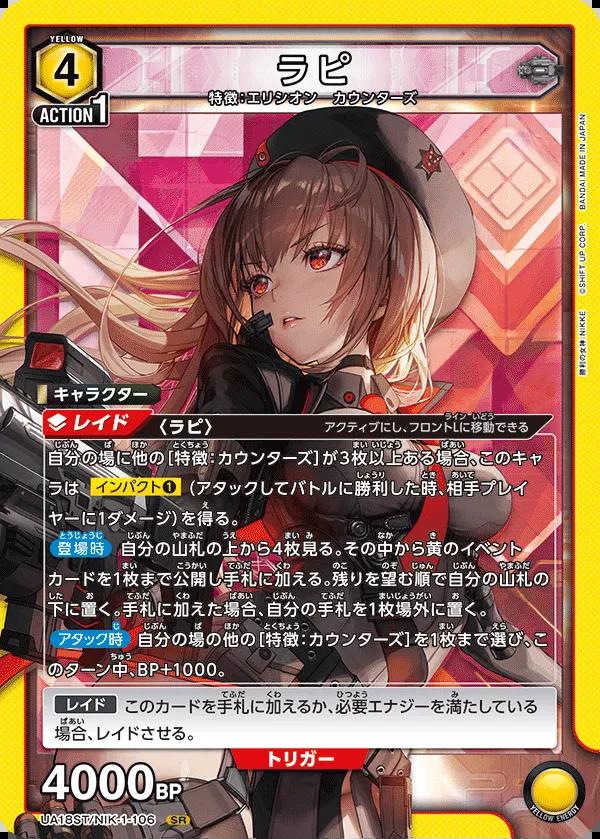 YELLOW
4
ACTION1
ラピ
特徴:エリシオン カウンターズ
BANDAI MADE IN JAPAN
©SHIFT UP CORP.
勝利の女神:NIKKE
キャラクター
レイド 〈ラピ〉 アクティブにし、フロントLに移動できる
自分の場に他の[特徴:カウンターズ]が3枚以上ある場合、このキャ
ラは インパクト❶ (アタックしてバトルに勝利した時、相手プレイ
ヤーに1ダメージ)を得る。
登場時 自分の山札の上から4枚見る。その中から黄のイベント
カードを1枚まで公開し手札に加える。残りを望む順で自分の山札の
下に置く。手札に加えた場合、自分の手札を1枚場外に置く。
アタック時 自分の場の他の[特徴:カウンターズ]を1枚まで選び、こ
のターン中、BP+1000。
レイド このカードを手札に加えるか、必要エナジーを満たしている
場合、レイドさせる。
トリガー
4000BP
UA18ST/NIK-1-106 SR
YELLOW ENERGY